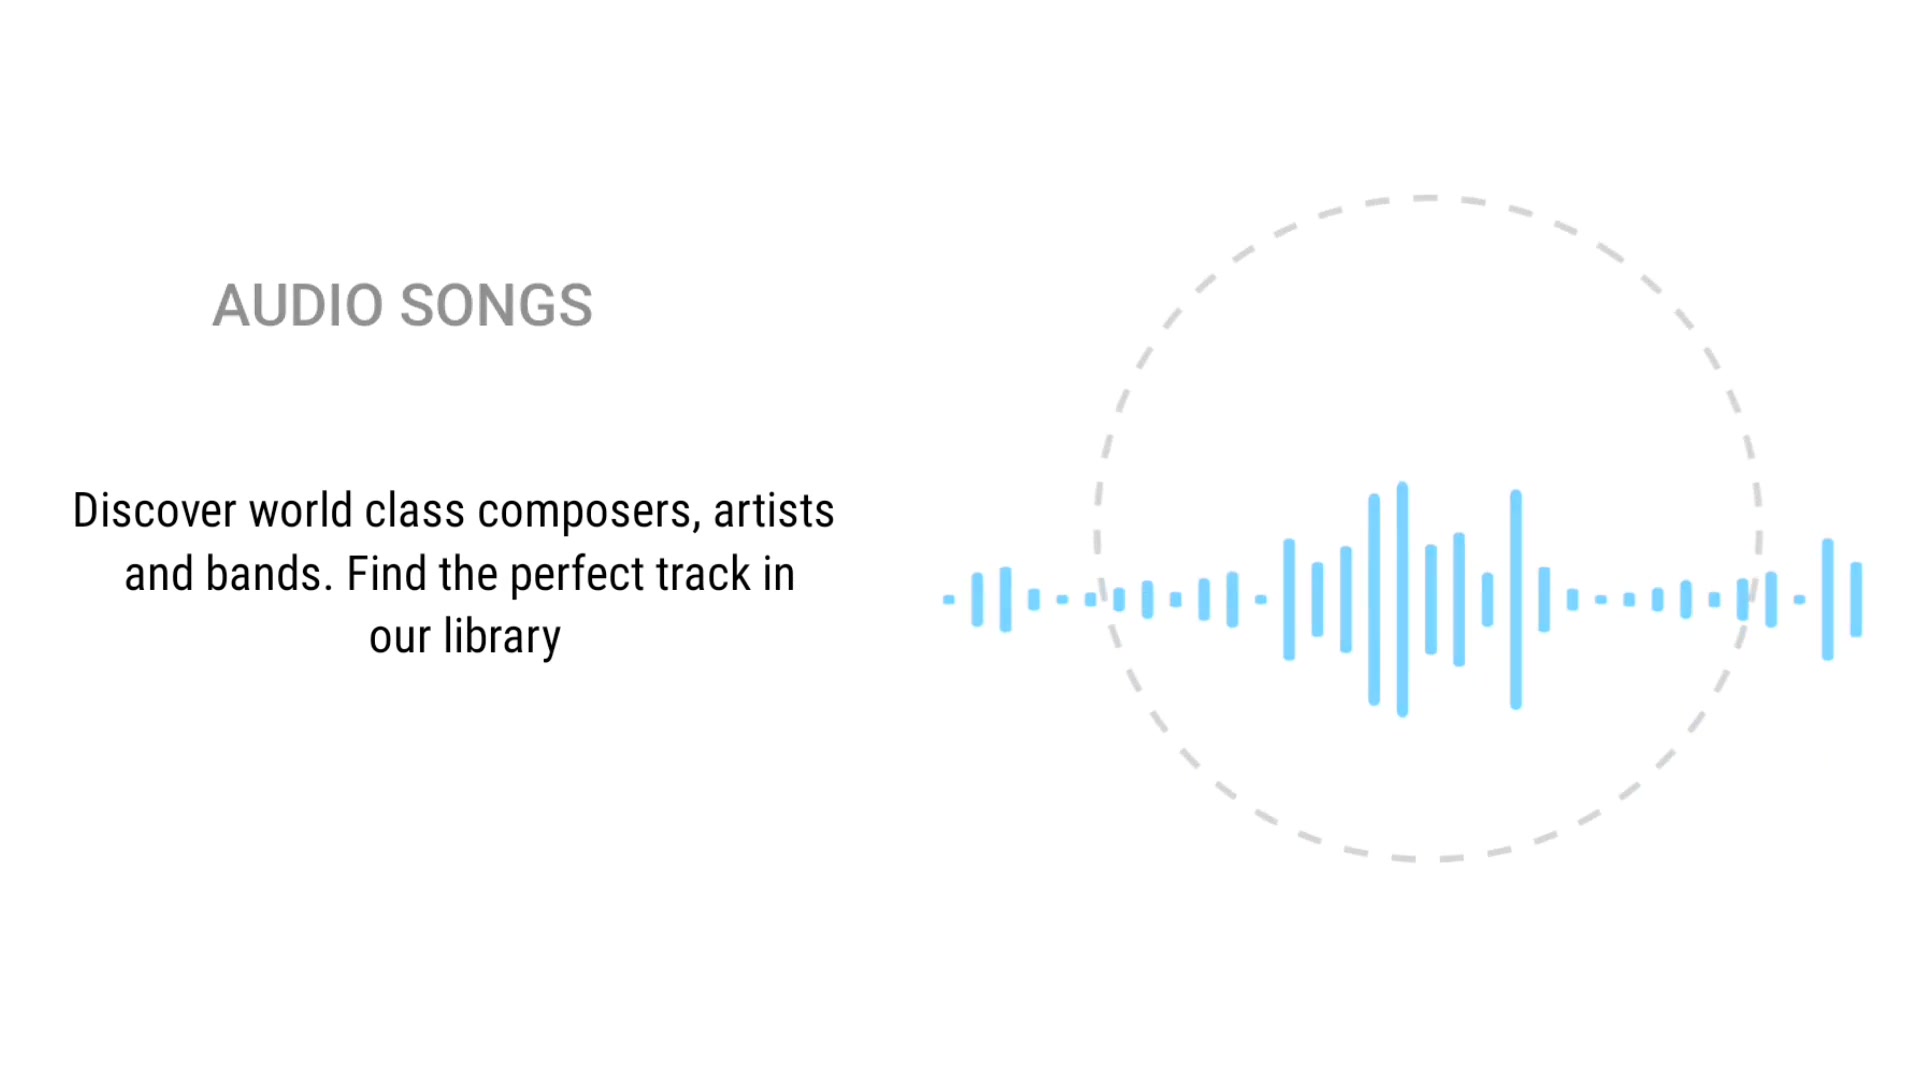 AUDIO SONGS
Discover world class composers, artists
and bands. Find the perfect track in
our library